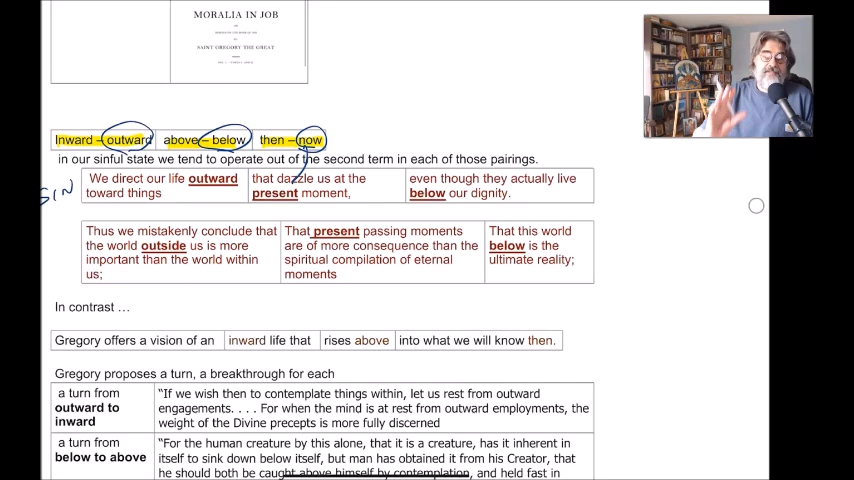 MORALIA IN JOB
SAINT GREGORY THE GREAT
Inward – outward above – below then – now
in our sinful state we tend to operate out of the second term in each of those pairings.
SIN
We direct our life outward
toward things
that dazzle us at the
present moment,
even though they actually live
below our dignity.
Thus we mistakenly conclude that
the world outside us is more
important than the world within
us;
That present passing moments
are of more consequence than the
spiritual compilation of eternal
moments
That this world
below is the
ultimate reality;
In contrast …
Gregory offers a vision of an inward life that rises above into what we will know then.
Gregory proposes a turn, a breakthrough for each
a turn from
outward to
inward
“If we wish then to contemplate things within, let us rest from outward
engagements. . . . For when the mind is at rest from outward employments, the
weight of the Divine precepts is more fully discerned
a turn from
below to above
“For the human creature by this alone, that it is a creature, has it inherent in
itself to sink down below itself, but man has obtained it from his Creator, that
he should both be caught above himself by contemplation, and held fast in